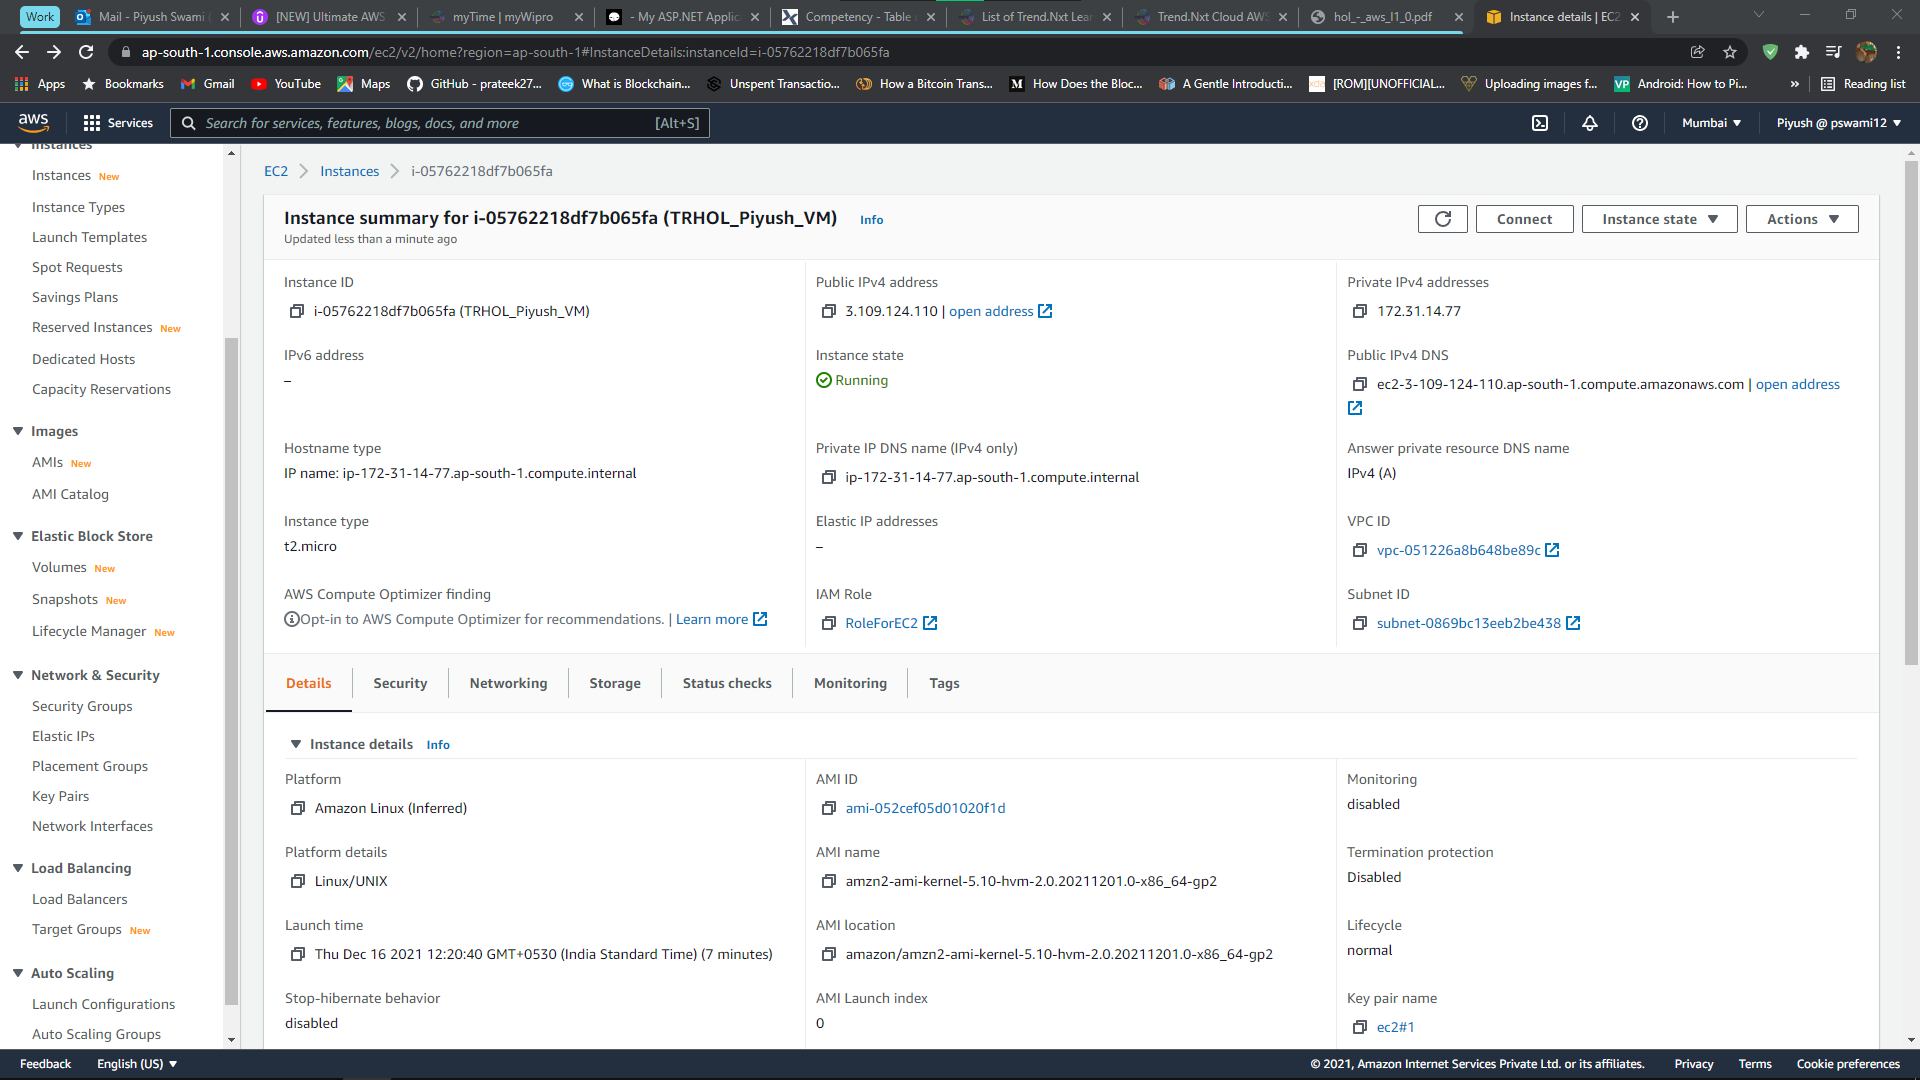 Work
Mail - Piyush Swami
[NEW] Ultimate AWS
myTime | myWipro
- My ASP.NET Applic
Competency - Table
List of Trend.Nxt Lea
Trend.Nxt Cloud AWS
hol_-_aws_l1_0.pdf
Instance details | EC2
ap-south-1.console.aws.amazon.com/ec2/v2/home?region=ap-south-1#InstanceDetails:instanceId=i-05762218df7b065fa
Apps
Bookmarks
Gmail
YouTube
Maps
GitHub - prateek27...
What is Blockchain...
Unspent Transactio...
How a Bitcoin Trans...
How Does the Bloc...
A Gentle Introducti...
[ROM][UNOFFICIAL...
Uploading images f...
Android: How to Pi...
»
Reading list
aws
Services
Search for services, features, blogs, docs, and more
[Alt+S]
Mumbai
Piyush @ pswami12
Instances
Instances New
Instance Types
Launch Templates
Spot Requests
Savings Plans
Reserved Instances New
Dedicated Hosts
Capacity Reservations
Images
AMIs New
AMI Catalog
Elastic Block Store
Volumes New
Snapshots New
Lifecycle Manager New
Network & Security
Security Groups
Elastic IPs
Placement Groups
Key Pairs
Network Interfaces
Load Balancing
Load Balancers
Target Groups New
Auto Scaling
Launch Configurations
Auto Scaling Groups
EC2
Instances
i-05762218df7b065fa
Instance summary for i-05762218df7b065fa (TRHOL_Piyush_VM) Info
Updated less than a minute ago
Connect
Instance state
Actions
Instance ID
i-05762218df7b065fa (TRHOL_Piyush_VM)
Public IPv4 address
3.109.124.110 | open address
Private IPv4 addresses
172.31.14.77
IPv6 address
–
Instance state
Running
Public IPv4 DNS
ec2-3-109-124-110.ap-south-1.compute.amazonaws.com | open address
Hostname type
IP name: ip-172-31-14-77.ap-south-1.compute.internal
Private IP DNS name (IPv4 only)
ip-172-31-14-77.ap-south-1.compute.internal
Answer private resource DNS name
IPv4 (A)
Instance type
t2.micro
Elastic IP addresses
–
VPC ID
vpc-051226a8b648be89c
AWS Compute Optimizer finding
Opt-in to AWS Compute Optimizer for recommendations. | Learn more
IAM Role
RoleForEC2
Subnet ID
subnet-0869bc13eeb2be438
Details
Security
Networking
Storage
Status checks
Monitoring
Tags
Instance details Info
Platform
Amazon Linux (Inferred)
AMI ID
ami-052cef05d01020f1d
Monitoring
disabled
Platform details
Linux/UNIX
AMI name
amzn2-ami-kernel-5.10-hvm-2.0.20211201.0-x86_64-gp2
Termination protection
Disabled
Launch time
Thu Dec 16 2021 12:20:40 GMT+0530 (India Standard Time) (7 minutes)
AMI location
amazon/amzn2-ami-kernel-5.10-hvm-2.0.20211201.0-x86_64-gp2
Lifecycle
normal
Stop-hibernate behavior
disabled
AMI Launch index
0
Key pair name
ec2#1
Feedback
English (US)
© 2021, Amazon Internet Services Private Ltd. or its affiliates.
Privacy
Terms
Cookie preferences